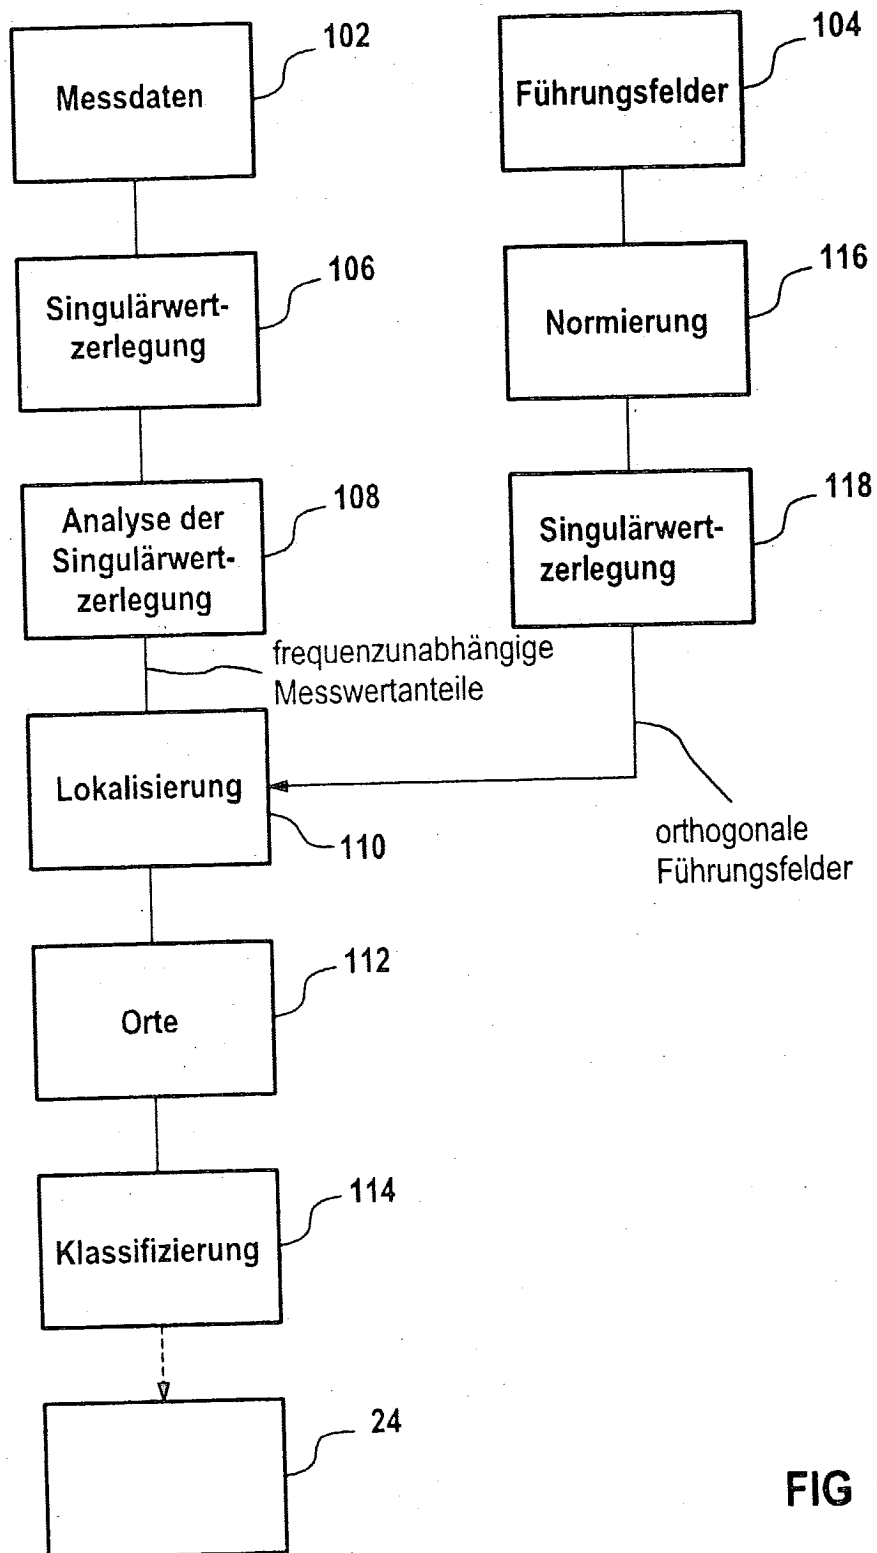 102
Messdaten
104
Führungsfelder
106
Singulärwert-
zerlegung
116
Normierung
108
Analyse der
Singulärwert-
zerlegung
118
Singulärwert-
zerlegung
frequenzunabhängige
Messwertanteile
Lokalisierung
110
orthogonale
Führungsfelder
112
Orte
114
Klassifizierung
24
FIG